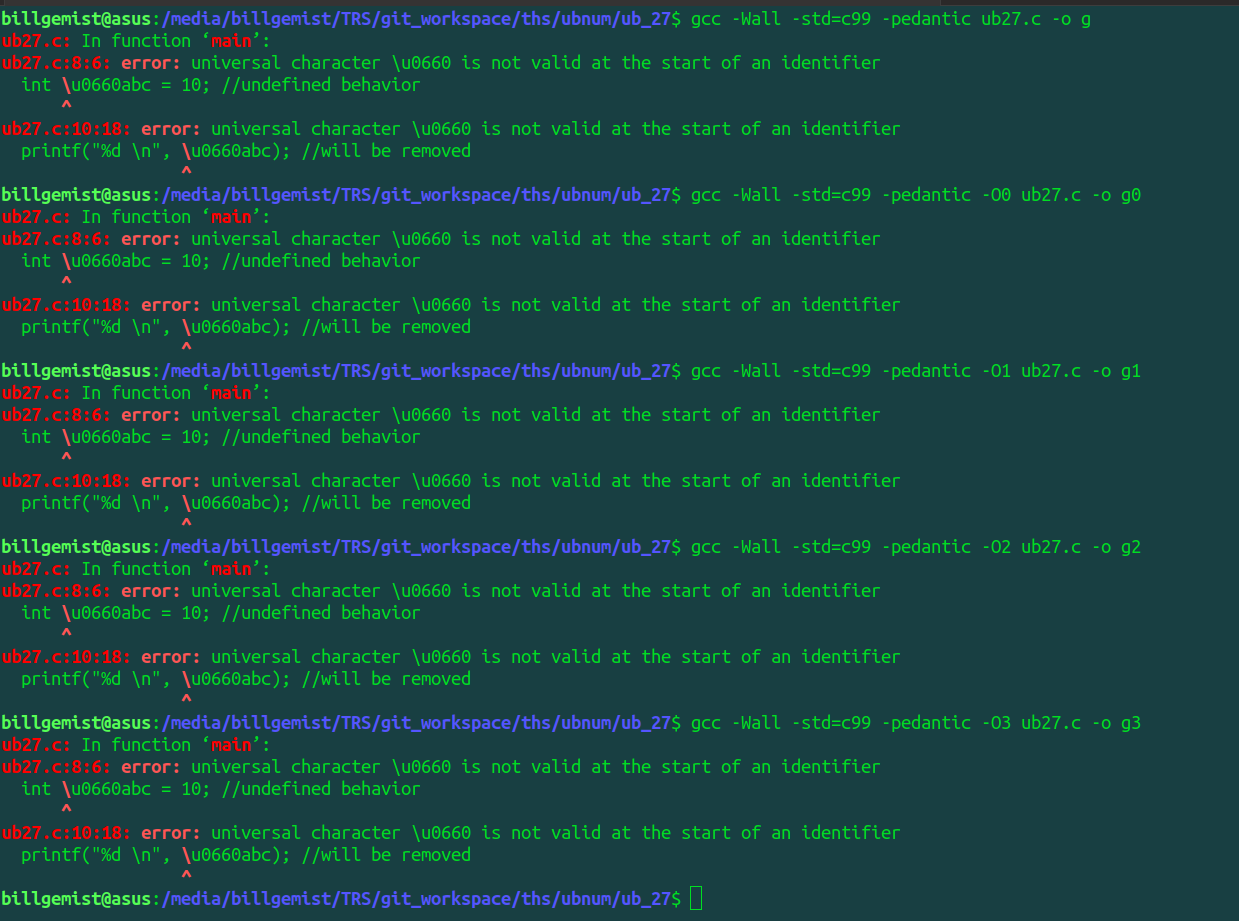 billgemist@asus:/media/billgemist/TRS/git_workspace/ths/ubnum/ub_27$ gcc -Wall -std=c99 -pedantic ub27.c -o g
ub27.c: In function ‘main’:
ub27.c:8:6: error: universal character \u0660 is not valid at the start of an identifier
  int \u0660abc = 10; //undefined behavior
      ^
ub27.c:10:18: error: universal character \u0660 is not valid at the start of an identifier
  printf("%d \n", \u0660abc); //will be removed
                  ^
billgemist@asus:/media/billgemist/TRS/git_workspace/ths/ubnum/ub_27$ gcc -Wall -std=c99 -pedantic -O0 ub27.c -o g0
ub27.c: In function ‘main’:
ub27.c:8:6: error: universal character \u0660 is not valid at the start of an identifier
  int \u0660abc = 10; //undefined behavior
      ^
ub27.c:10:18: error: universal character \u0660 is not valid at the start of an identifier
  printf("%d \n", \u0660abc); //will be removed
                  ^
billgemist@asus:/media/billgemist/TRS/git_workspace/ths/ubnum/ub_27$ gcc -Wall -std=c99 -pedantic -O1 ub27.c -o g1
ub27.c: In function ‘main’:
ub27.c:8:6: error: universal character \u0660 is not valid at the start of an identifier
  int \u0660abc = 10; //undefined behavior
      ^
ub27.c:10:18: error: universal character \u0660 is not valid at the start of an identifier
  printf("%d \n", \u0660abc); //will be removed
                  ^
billgemist@asus:/media/billgemist/TRS/git_workspace/ths/ubnum/ub_27$ gcc -Wall -std=c99 -pedantic -O2 ub27.c -o g2
ub27.c: In function ‘main’:
ub27.c:8:6: error: universal character \u0660 is not valid at the start of an identifier
  int \u0660abc = 10; //undefined behavior
      ^
ub27.c:10:18: error: universal character \u0660 is not valid at the start of an identifier
  printf("%d \n", \u0660abc); //will be removed
                  ^
billgemist@asus:/media/billgemist/TRS/git_workspace/ths/ubnum/ub_27$ gcc -Wall -std=c99 -pedantic -O3 ub27.c -o g3
ub27.c: In function ‘main’:
ub27.c:8:6: error: universal character \u0660 is not valid at the start of an identifier
  int \u0660abc = 10; //undefined behavior
      ^
ub27.c:10:18: error: universal character \u0660 is not valid at the start of an identifier
  printf("%d \n", \u0660abc); //will be removed
                  ^
billgemist@asus:/media/billgemist/TRS/git_workspace/ths/ubnum/ub_27$